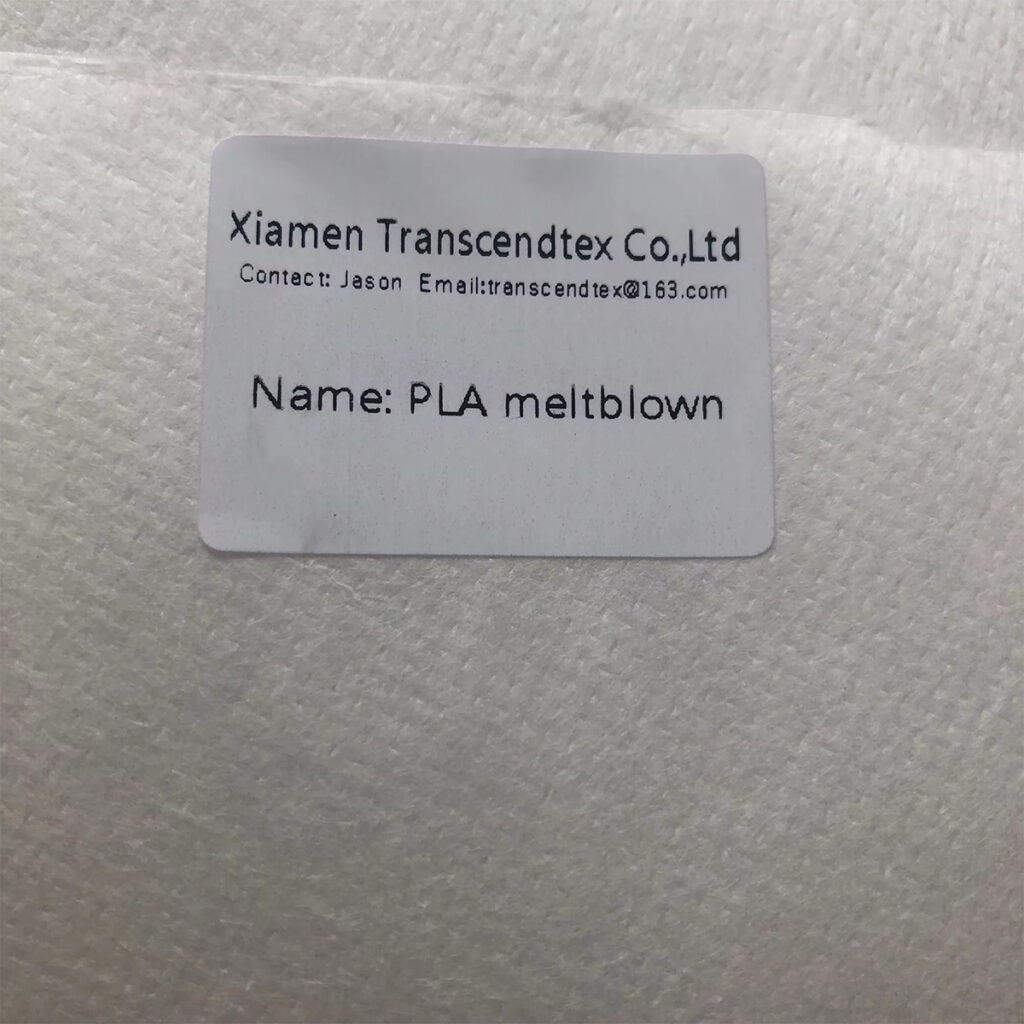 Xiamen Transcendtex Co.,Ltd
Contact: Jason Email:transcendtex@163.com
Name: PLA meltblown